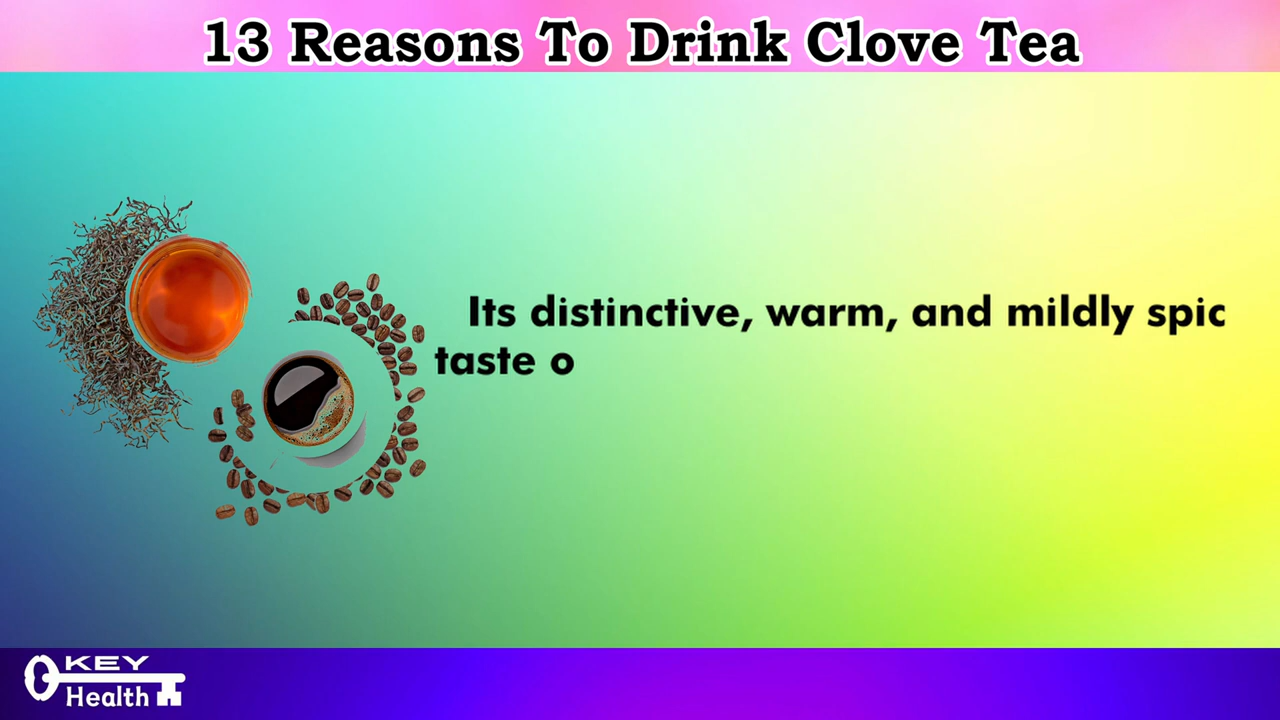 13 Reasons To Drink Clove Tea
Its distinctive, warm, and mildly spic
taste o
KEY
Health